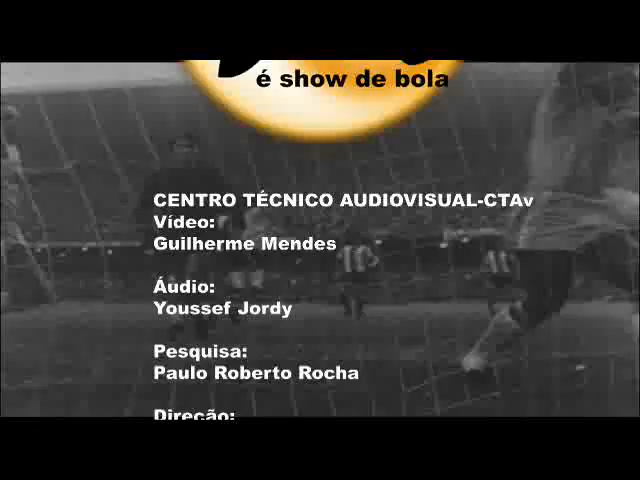 é show de bola
CENTRO TÉCNICO AUDIOVISUAL-CTAv
Vídeo:
Guilherme Mendes
Áudio:
Youssef Jordy
Pesquisa:
Paulo Roberto Rocha
Direção: